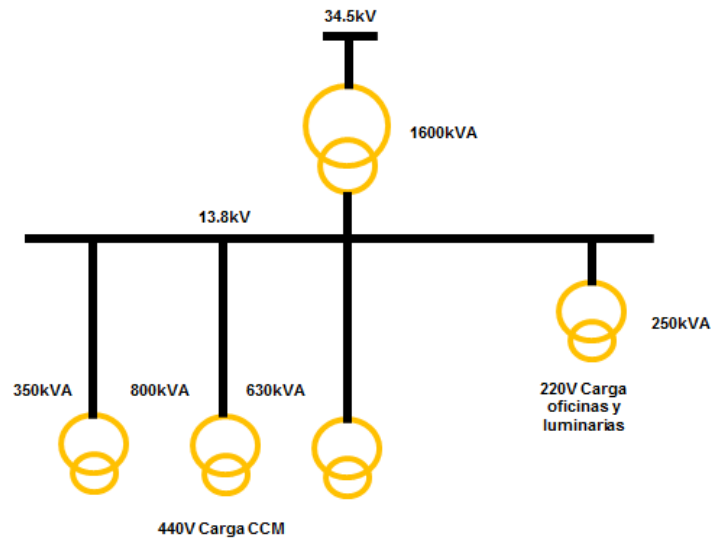 34.5kV
1600kVA
13.8kV
250kVA
350kVA
800kVA
630kVA
220V Carga
oficinas y
luminarias
440V Carga CCM